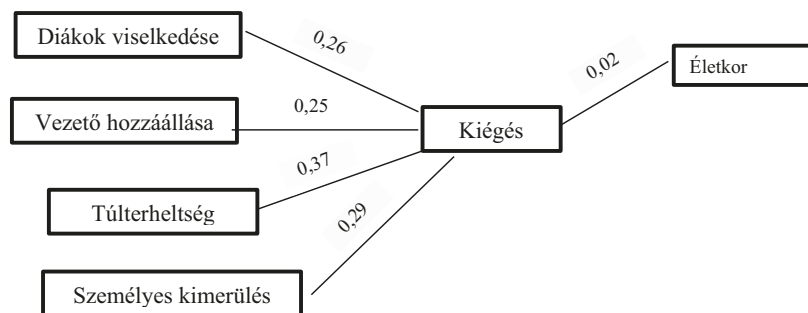 Diákok viselkedése
0,26
0,02
Életkor
Vezető hozzáállása
0,25
Kiégés
0,37
Túlterheltség
0,29
Személyes kimerülés